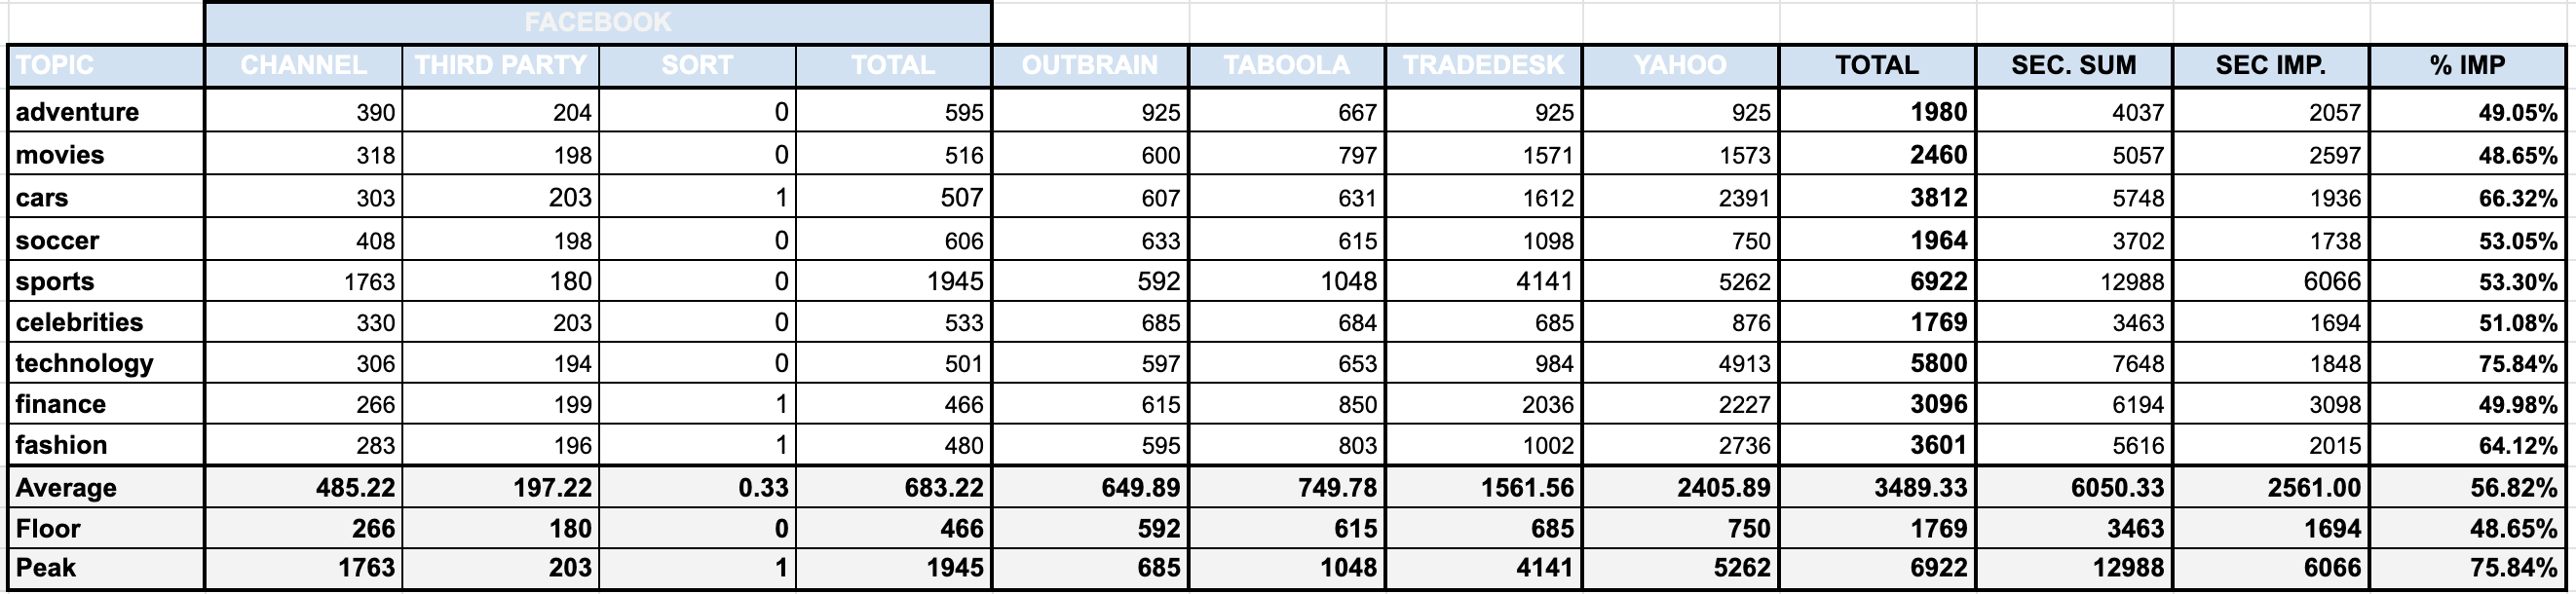 FACEBOOK
TOPIC CHANNEL THIRD PARTY SORT TOTAL OUTBRAIN TABOOLA TRADEDESK YAHOO TOTAL SEC. SUM SEC IMP. % IMP
adventure 390 204 0 595 925 667 925 925 1980 4037 2057 49.05%
movies 318 198 0 516 600 797 1571 1573 2460 5057 2597 48.65%
cars 303 203 1 507 607 631 1612 2391 3812 5748 1936 66.32%
soccer 408 198 0 606 633 615 1098 750 1964 3702 1738 53.05%
sports 1763 180 0 1945 592 1048 4141 5262 6922 12988 6066 53.30%
celebrities 330 203 0 533 685 684 685 876 1769 3463 1694 51.08%
technology 306 194 0 501 597 653 984 4913 5800 7648 1848 75.84%
finance 266 199 1 466 615 850 2036 2227 3096 6194 3098 49.98%
fashion 283 196 1 480 595 803 1002 2736 3601 5616 2015 64.12%
Average 485.22 197.22 0.33 683.22 649.89 749.78 1561.56 2405.89 3489.33 6050.33 2561.00 56.82%
Floor 266 180 0 466 592 615 685 750 1769 3463 1694 48.65%
Peak 1763 203 1 1945 685 1048 4141 5262 6922 12988 6066 75.84%